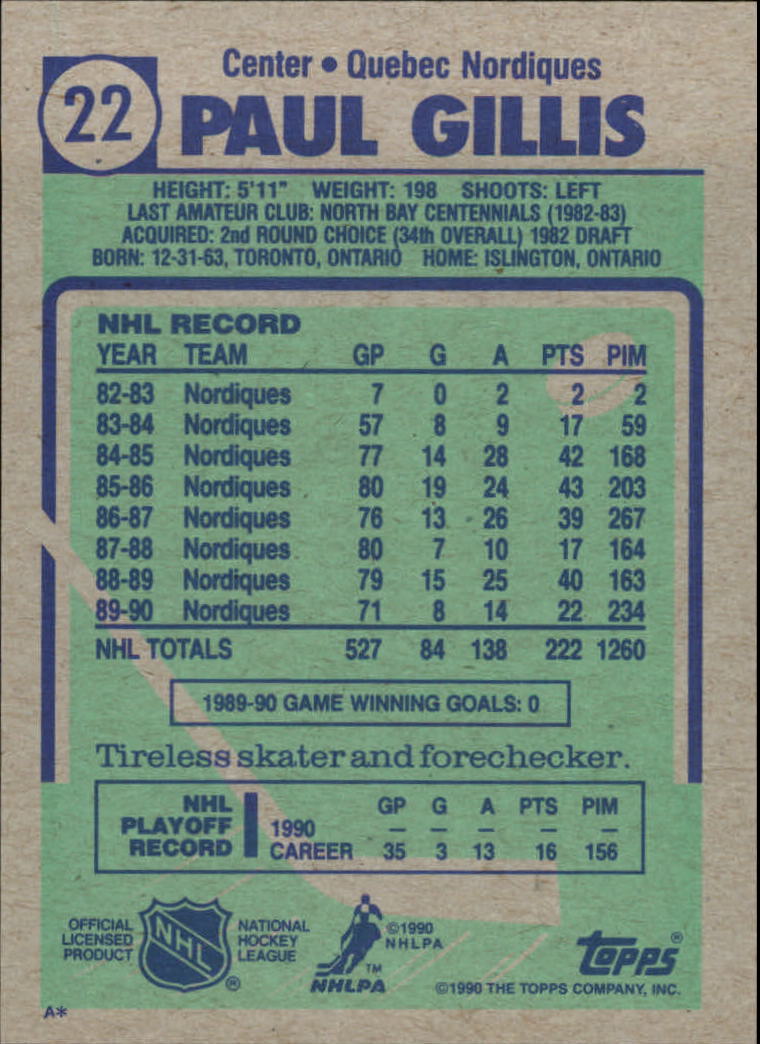 22
Center • Quebec Nordiques
PAUL GILLIS
HEIGHT: 5'11" WEIGHT: 198 SHOOTS: LEFT
LAST AMATEUR CLUB: NORTH BAY CENTENNIALS (1982-83)
ACQUIRED: 2nd ROUND CHOICE (34th OVERALL) 1982 DRAFT
BORN: 12-31-63, TORONTO, ONTARIO HOME: ISLINGTON, ONTARIO
NHL RECORD
YEAR TEAM GP G A PTS PIM
82-83 Nordiques 7 0 2 2 2
83-84 Nordiques 57 8 9 17 59
84-85 Nordiques 77 14 28 42 168
85-86 Nordiques 80 19 24 43 203
86-87 Nordiques 76 13 26 39 267
87-88 Nordiques 80 7 10 17 164
88-89 Nordiques 79 15 25 40 163
89-90 Nordiques 71 8 14 22 234
NHL TOTALS 527 84 138 222 1260
1989-90 GAME WINNING GOALS: 0
Tireless skater and forechecker.
NHL PLAYOFF RECORD
GP G A PTS PIM
1990 – – – – –
CAREER 35 3 13 16 156
OFFICIAL
LICENSED
PRODUCT
NHL
®
NATIONAL
HOCKEY
LEAGUE
TM
NHLPA
©1990
NHLPA
topps®
©1990 THE TOPPS COMPANY, INC.
A*